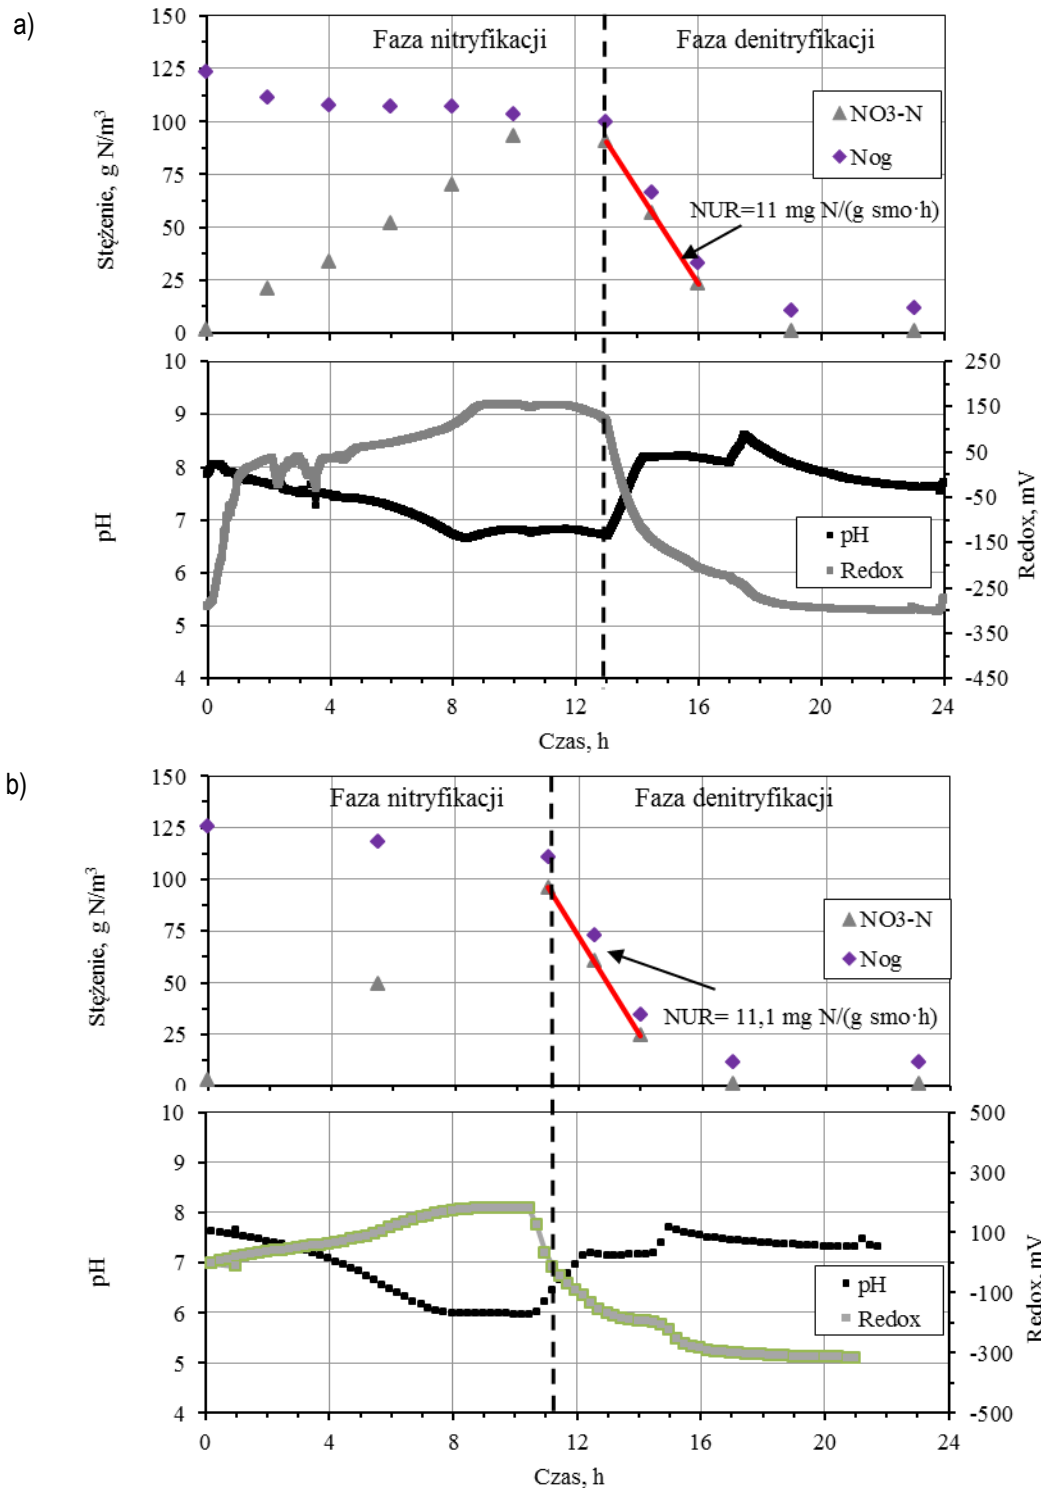 a)
150
125
100
75
50
25
0
Stężenie, g N/m³
Faza nitryfikacji
Faza denitryfikacji
NO3-N
Nog
NUR=11 mg N/(g smo·h)
10
9
8
7
6
5
4
pH
250
150
50
-50
-150
-250
-350
-450
Redox, mV
pH
Redox
0 4 8 12 16 20 24
Czas, h
b)
150
125
100
75
50
25
0
Stężenie, g N/m³
Faza nitryfikacji
Faza denitryfikacji
NO3-N
Nog
NUR= 11,1 mg N/(g smo·h)
10
9
8
7
6
5
4
pH
500
300
100
-100
-300
-500
Redox, mV
pH
Redox
0 4 8 12 16 20 24
Czas, h